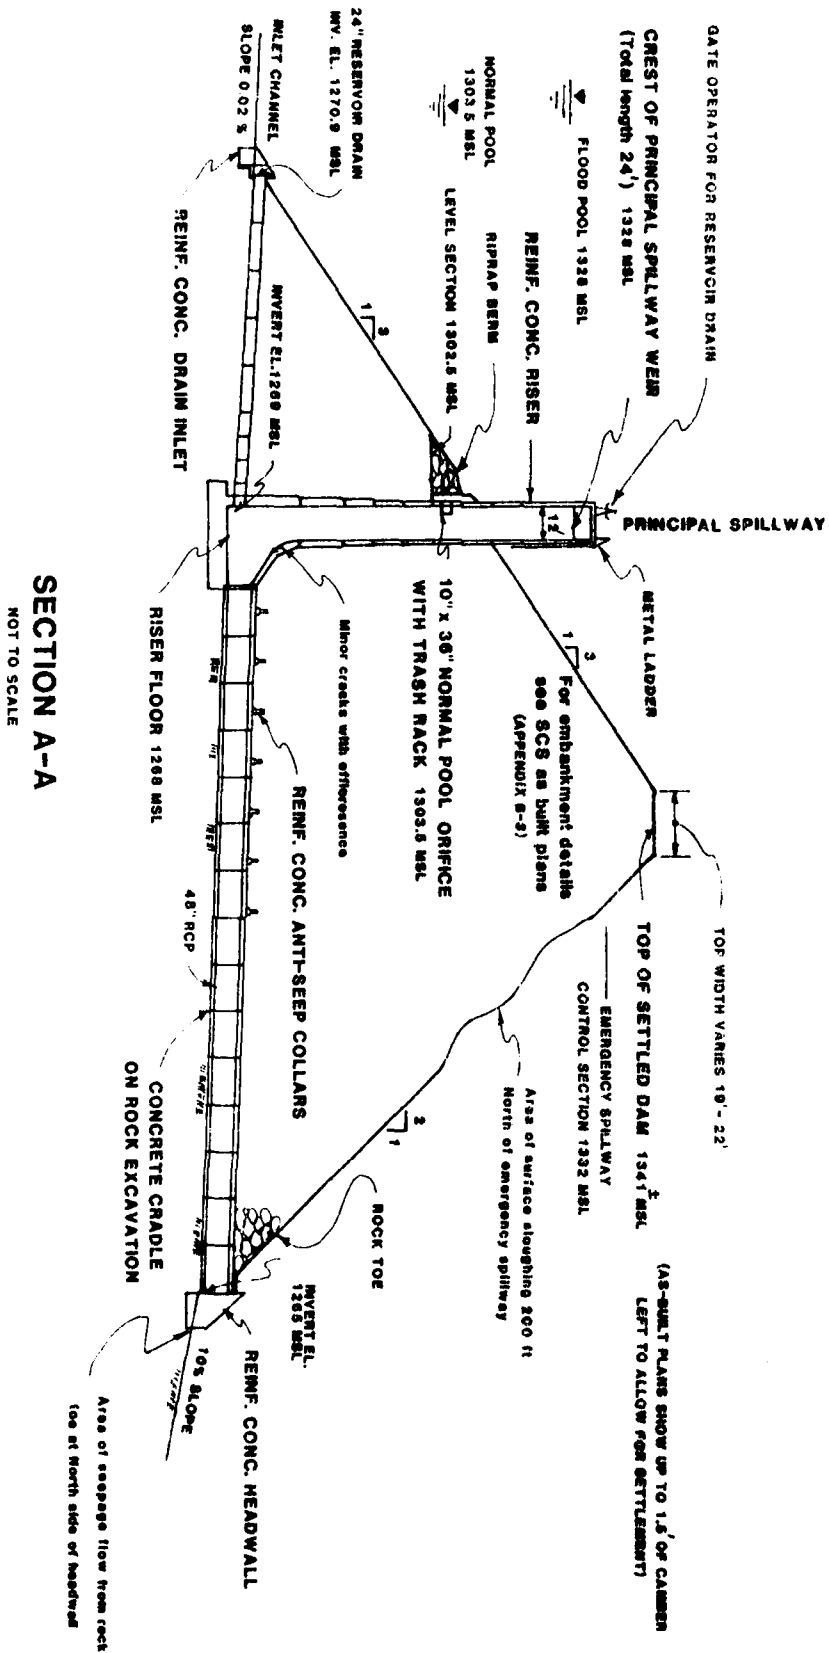 GATE OPERATOR FOR RESERVOIR DRAIN
CREST OF PRINCIPAL SPILLWAY WEIR
(Total length 24') 1328 MSL
FLOOD POOL 1328 MSL
NORMAL POOL
1303.5 MSL
24" RESERVOIR DRAIN
INV. EL. 1270.9 MSL
INLET CHANNEL
SLOPE 0.02 %
REINF. CONC. RISER
RIPRAP BERM
LEVEL SECTION 1302.5 MSL
1
3
INVERT EL. 1269 MSL
REINF. CONC. DRAIN INLET
PRINCIPAL SPILLWAY
12'
METAL LADDER
1
3
For embankment details
see SCS as built plans
10" x 36" NORMAL POOL ORIFICE
WITH TRASH RACK 1303.5 MSL
Minor cracks with effloresence
RISER FLOOR 1268 MSL
TOP WIDTH VARIES 19' - 22'
TOP OF SETTLED DAM 1341± MSL
(AS-BUILT PLANS SHOW UP TO 1.5' OF CAMBER
LEFT TO ALLOW FOR SETTLEMENT)
EMERGENCY SPILLWAY
CONTROL SECTION 1332 MSL
Area of surface sloughing 200 ft
North of emergency spillway
2
1
ROCK TOE
REINF. CONC. ANTI-SEEP COLLARS
48" RCP
CONCRETE CRADLE
ON ROCK EXCAVATION
INVERT EL.
1265 MSL
REINF. CONC. HEADWALL
10% SLOPE
Area of seepage flow from rock
toe at North side of headwall
SECTION A-A
NOT TO SCALE